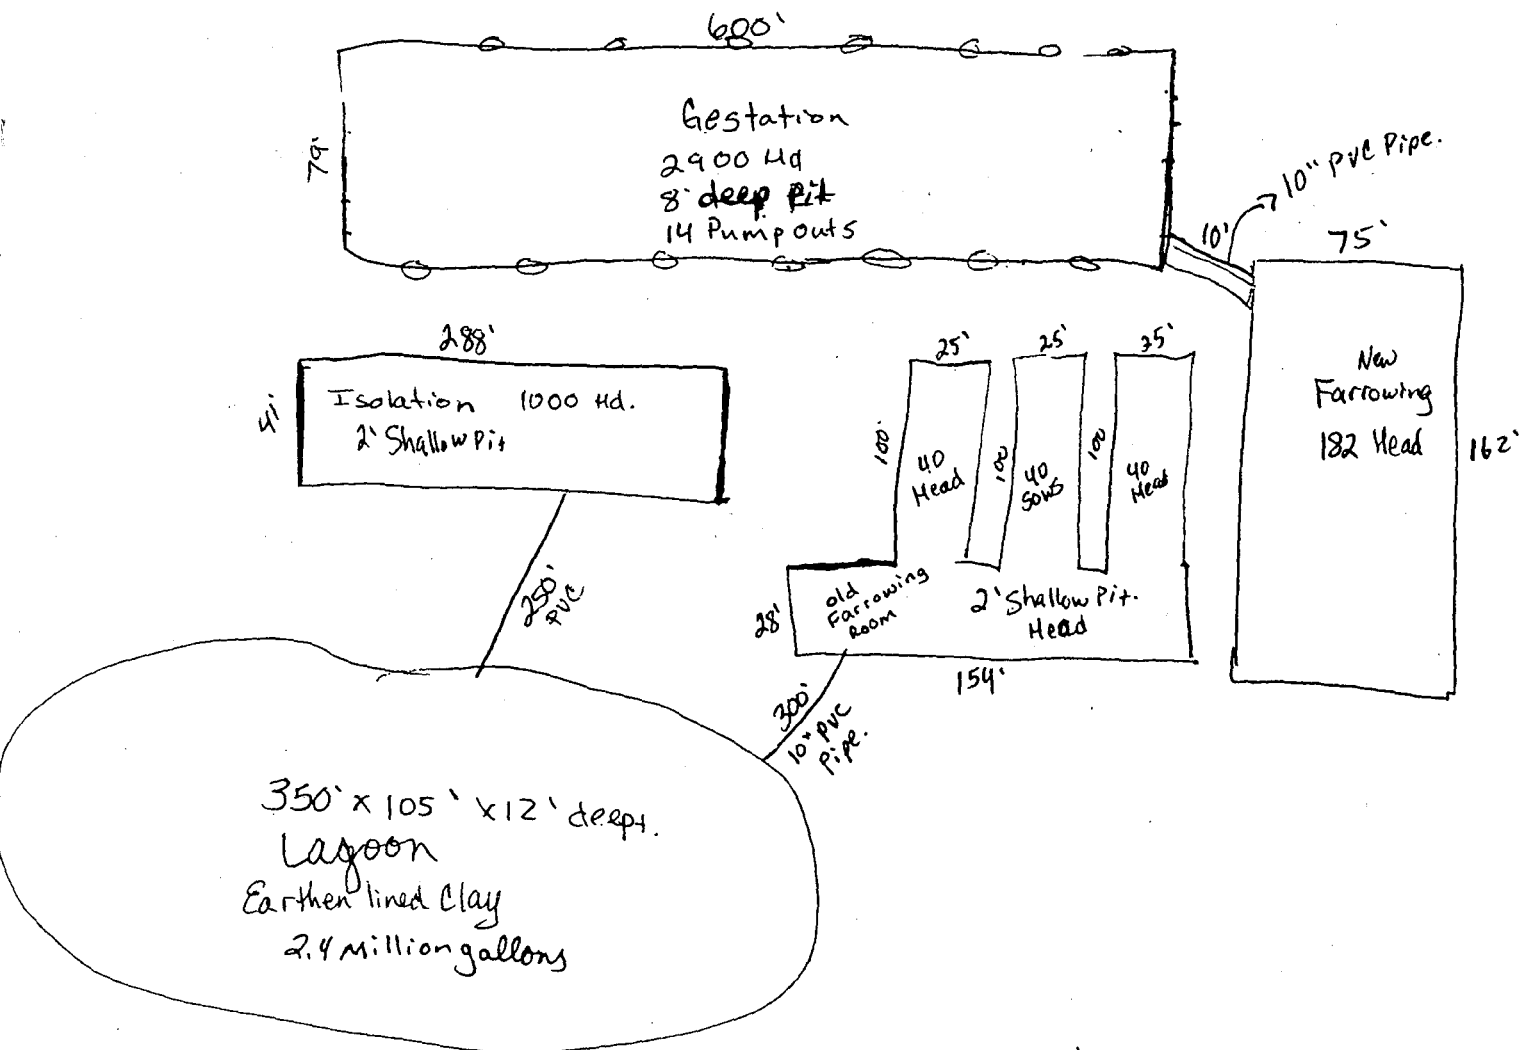 600'
79'
Gestation
2900 Hd
8' deep pit
14 Pump outs
10'
10" PVC Pipe.
75'
288'
41'
Isolation 1000 Hd.
2' Shallow Pit
25'
25'
25'
100'
40
Head
100
40
Sows
100
40
Head
New
Farrowing
182 Head
162'
250'
PVC
28'
Old
Farrowing
Room
2' Shallow Pit.
Head
154'
300'
10" PVC
Pipe.
350' x 105' x 12' deep
Lagoon
Earthen lined Clay
2.4 Million gallons